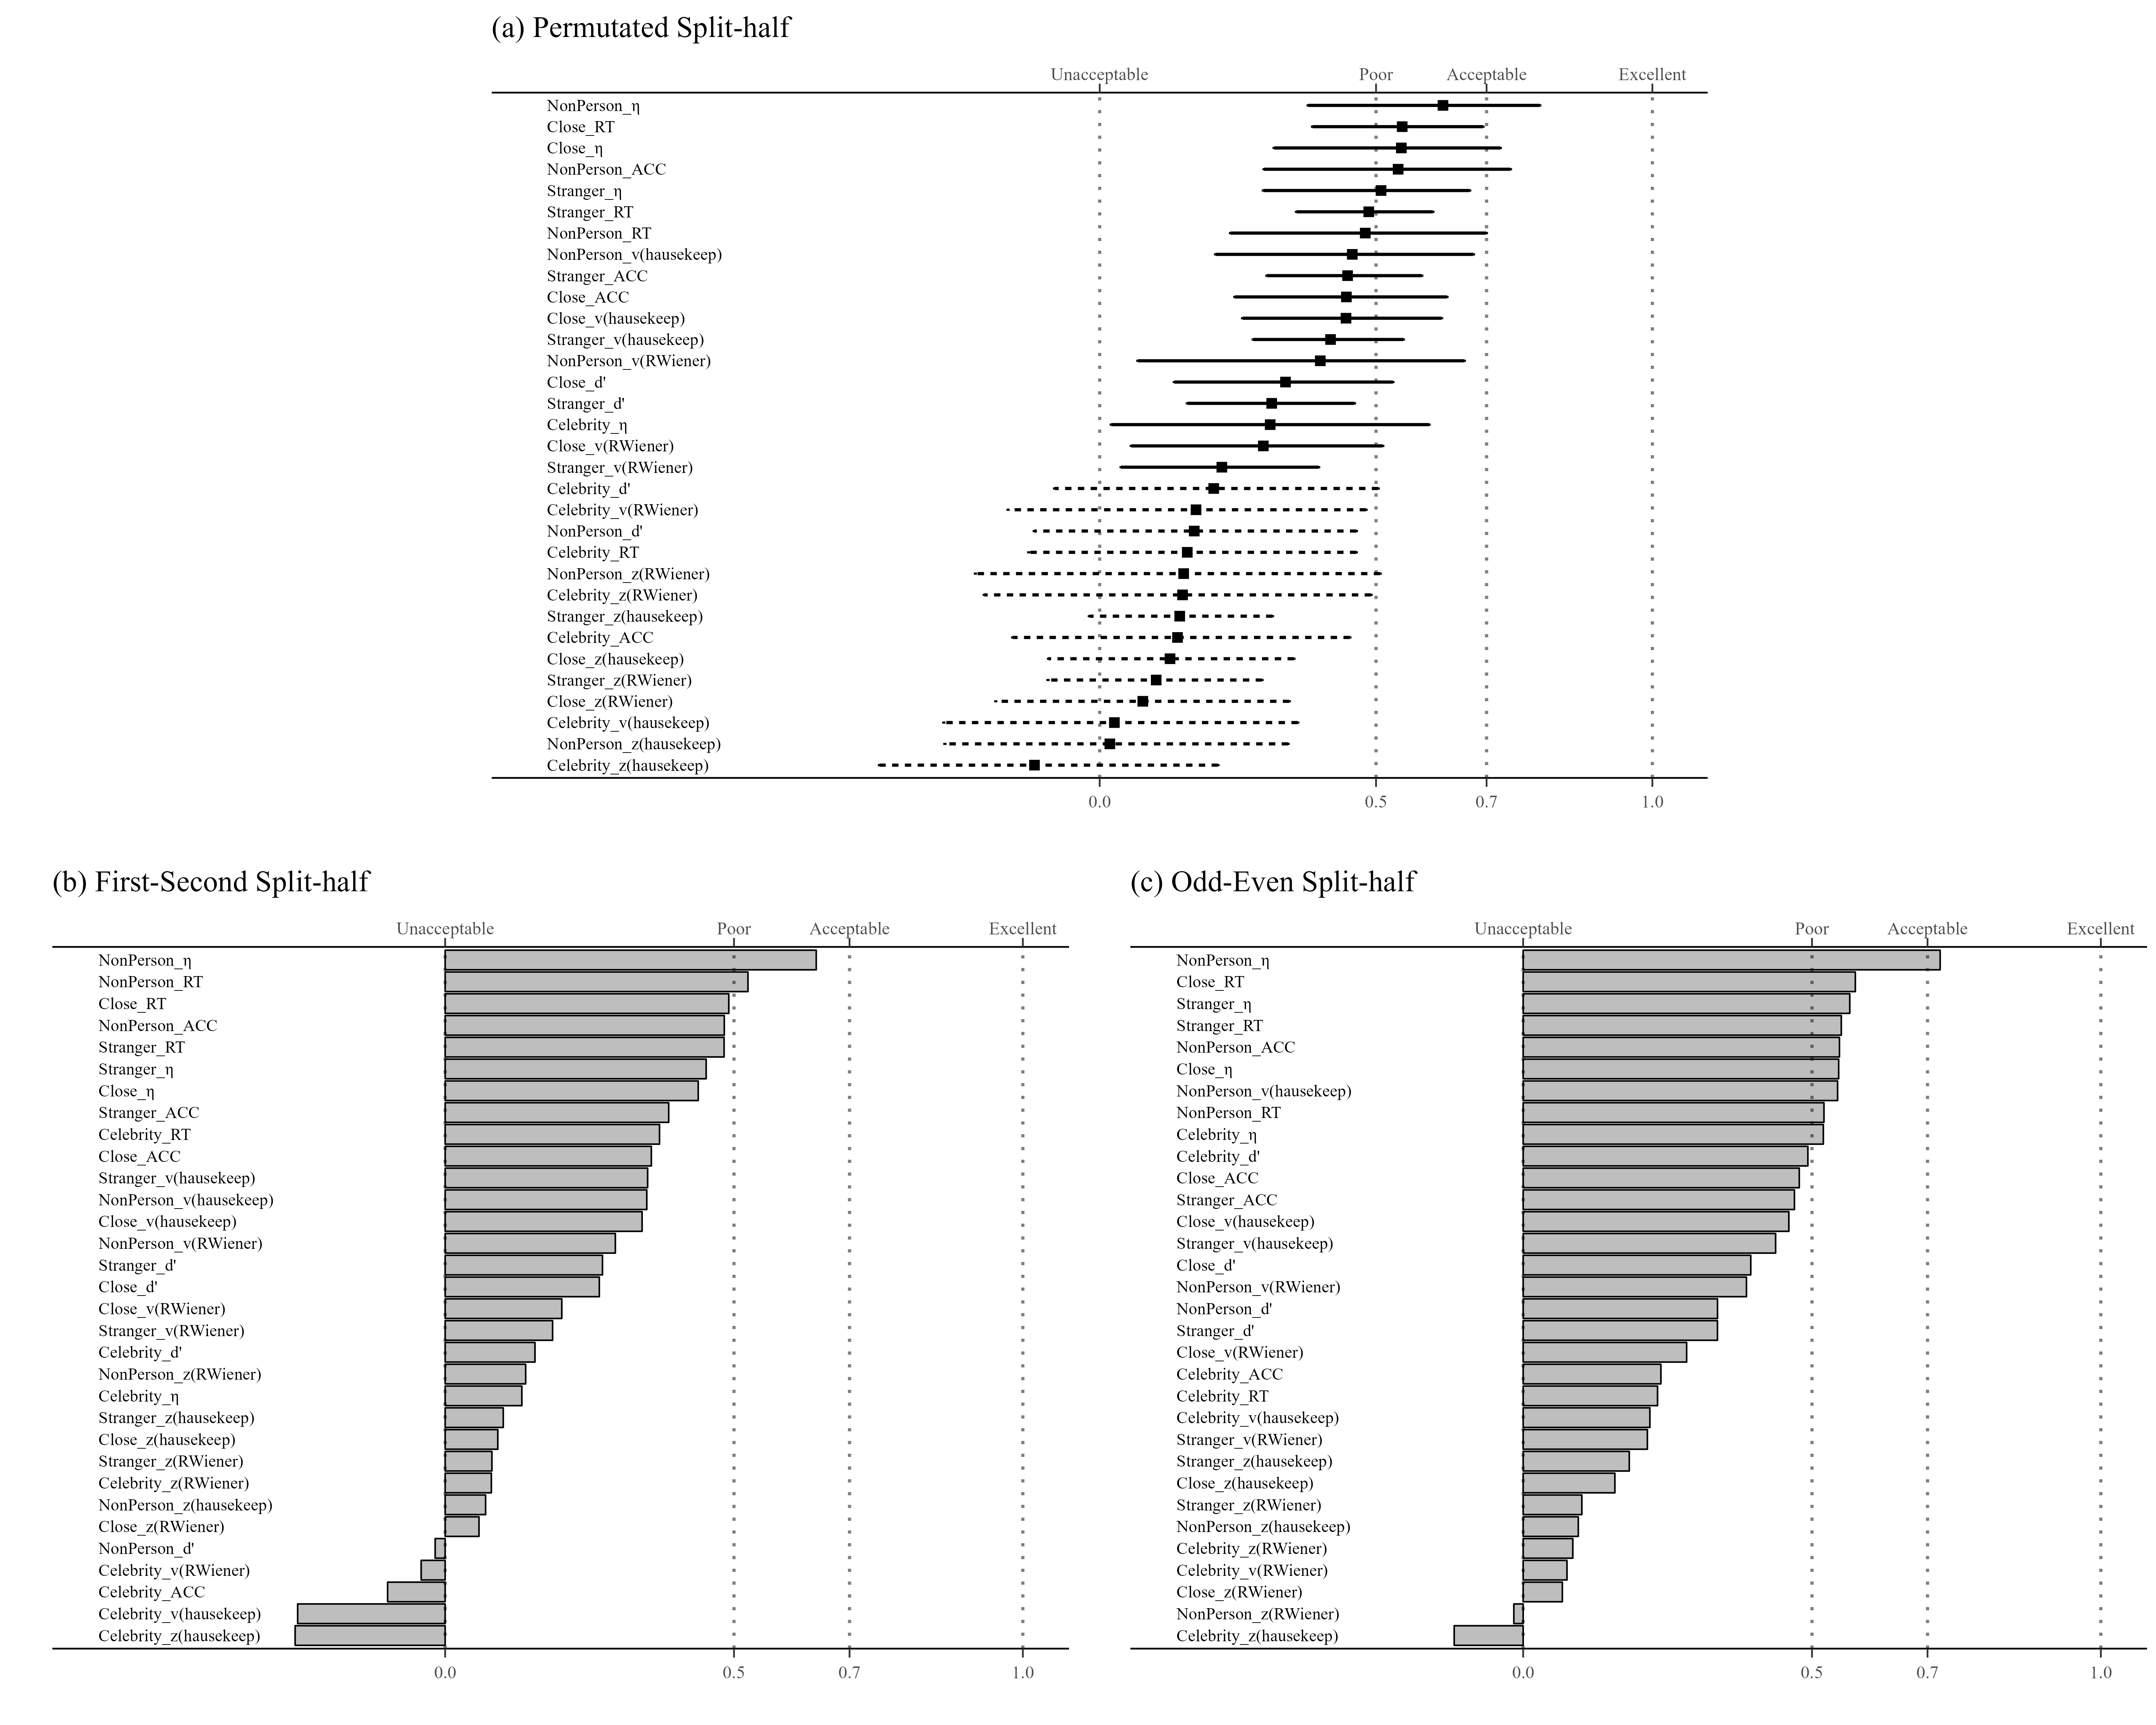 (a) Permutated Split-half
Unacceptable Poor Acceptable Excellent
NonPerson_η
Close_RT
Close_η
NonPerson_ACC
Stranger_η
Stranger_RT
NonPerson_RT
NonPerson_v(hausekeep)
Stranger_ACC
Close_ACC
Close_v(hausekeep)
Stranger_v(hausekeep)
NonPerson_v(RWiener)
Close_d'
Stranger_d'
Celebrity_η
Close_v(RWiener)
Stranger_v(RWiener)
Celebrity_d'
Celebrity_v(RWiener)
NonPerson_d'
Celebrity_RT
NonPerson_z(RWiener)
Celebrity_z(RWiener)
Stranger_z(hausekeep)
Celebrity_ACC
Close_z(hausekeep)
Stranger_z(RWiener)
Close_z(RWiener)
Celebrity_v(hausekeep)
NonPerson_z(hausekeep)
Celebrity_z(hausekeep)
0.0 0.5 0.7 1.0
(b) First-Second Split-half
Unacceptable Poor Acceptable Excellent
NonPerson_η
NonPerson_RT
Close_RT
NonPerson_ACC
Stranger_RT
Stranger_η
Close_η
Stranger_ACC
Celebrity_RT
Close_ACC
Stranger_v(hausekeep)
NonPerson_v(hausekeep)
Close_v(hausekeep)
NonPerson_v(RWiener)
Stranger_d'
Close_d'
Close_v(RWiener)
Stranger_v(RWiener)
Celebrity_d'
NonPerson_z(RWiener)
Celebrity_η
Stranger_z(hausekeep)
Close_z(hausekeep)
Stranger_z(RWiener)
Celebrity_z(RWiener)
NonPerson_z(hausekeep)
Close_z(RWiener)
NonPerson_d'
Celebrity_v(RWiener)
Celebrity_ACC
Celebrity_v(hausekeep)
Celebrity_z(hausekeep)
0.0 0.5 0.7 1.0
(c) Odd-Even Split-half
Unacceptable Poor Acceptable Excellent
NonPerson_η
Close_RT
Stranger_η
Stranger_RT
NonPerson_ACC
Close_η
NonPerson_v(hausekeep)
NonPerson_RT
Celebrity_η
Celebrity_d'
Close_ACC
Stranger_ACC
Close_v(hausekeep)
Stranger_v(hausekeep)
Close_d'
NonPerson_v(RWiener)
NonPerson_d'
Stranger_d'
Close_v(RWiener)
Celebrity_ACC
Celebrity_RT
Celebrity_v(hausekeep)
Stranger_v(RWiener)
Stranger_z(hausekeep)
Close_z(hausekeep)
Stranger_z(RWiener)
NonPerson_z(hausekeep)
Celebrity_z(RWiener)
Celebrity_v(RWiener)
Close_z(RWiener)
NonPerson_z(RWiener)
Celebrity_z(hausekeep)
0.0 0.5 0.7 1.0